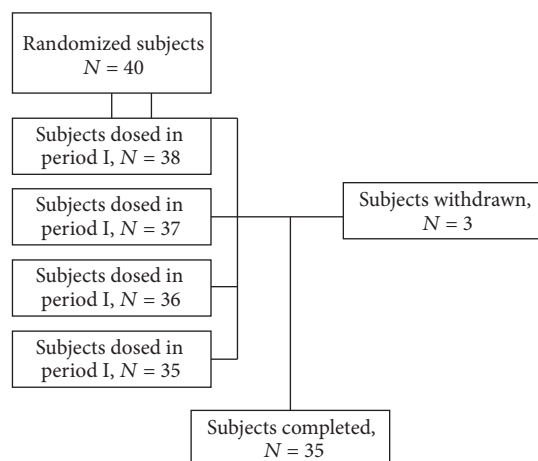 Randomized subjects
N = 40
Subjects dosed in
period I, N = 38
Subjects dosed in
period I, N = 37
Subjects withdrawn,
N = 3
Subjects dosed in
period I, N = 36
Subjects dosed in
period I, N = 35
Subjects completed,
N = 35